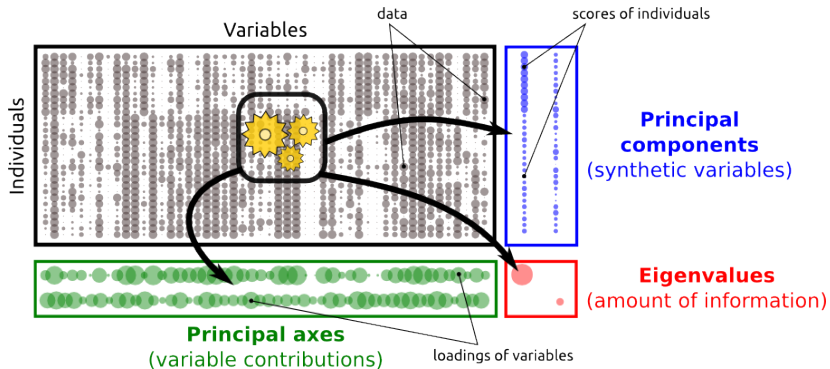 data
scores of individuals
Variables
Individuals
Principal
components
(synthetic variables)
Eigenvalues
(amount of information)
Principal axes
(variable contributions)
loadings of variables